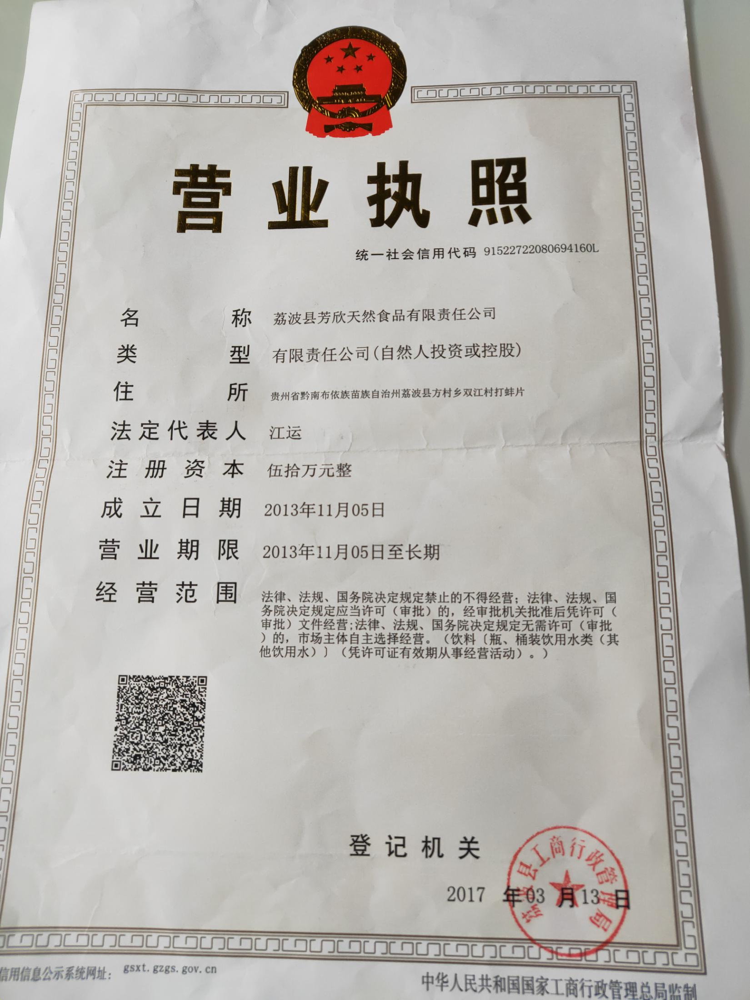 营业执照
统一社会信用代码 91522722080694160L
名称 荔波县芳欣天然食品有限责任公司
类型 有限责任公司(自然人投资或控股)
住所 贵州省黔南布依族苗族自治州荔波县方村乡双江村打蚌片
法定代表人 江运
注册资本 伍拾万元整
成立日期 2013年11月05日
营业期限 2013年11月05日至长期
经营范围 法律、法规、国务院决定规定禁止的不得经营；法律、法规、国
务院决定规定应当许可（审批）的，经审批机关批准后凭许可（
审批）文件经营;法律、法规、国务院决定规定无需许可（审批
）的，市场主体自主选择经营。（饮料〔瓶、桶装饮用水类（其
他饮用水）〕（凭许可证有效期从事经营活动）。）
登记机关
荔波县工商行政管理局
2017 年 03 月 13 日
信用信息公示系统网址： gsxt.gzgs.gov.cn
中华人民共和国国家工商行政管理总局监制